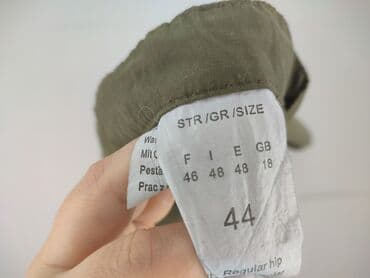 STR/GR/SIZE
F I E GB
46 48 48 18
44
Regular hip